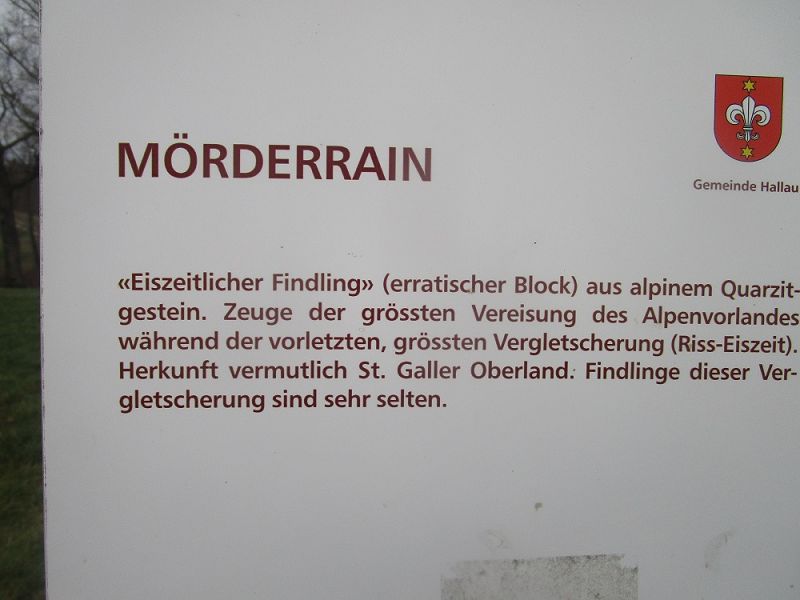 MÖRDERRAIN
Gemeinde Hallau
«Eiszeitlicher Findling» (erratischer Block) aus alpinem Quarzit-
gestein. Zeuge der grössten Vereisung des Alpenvorlandes
während der vorletzten, grössten Vergletscherung (Riss-Eiszeit).
Herkunft vermutlich St. Galler Oberland. Findlinge dieser Ver-
gletscherung sind sehr selten.